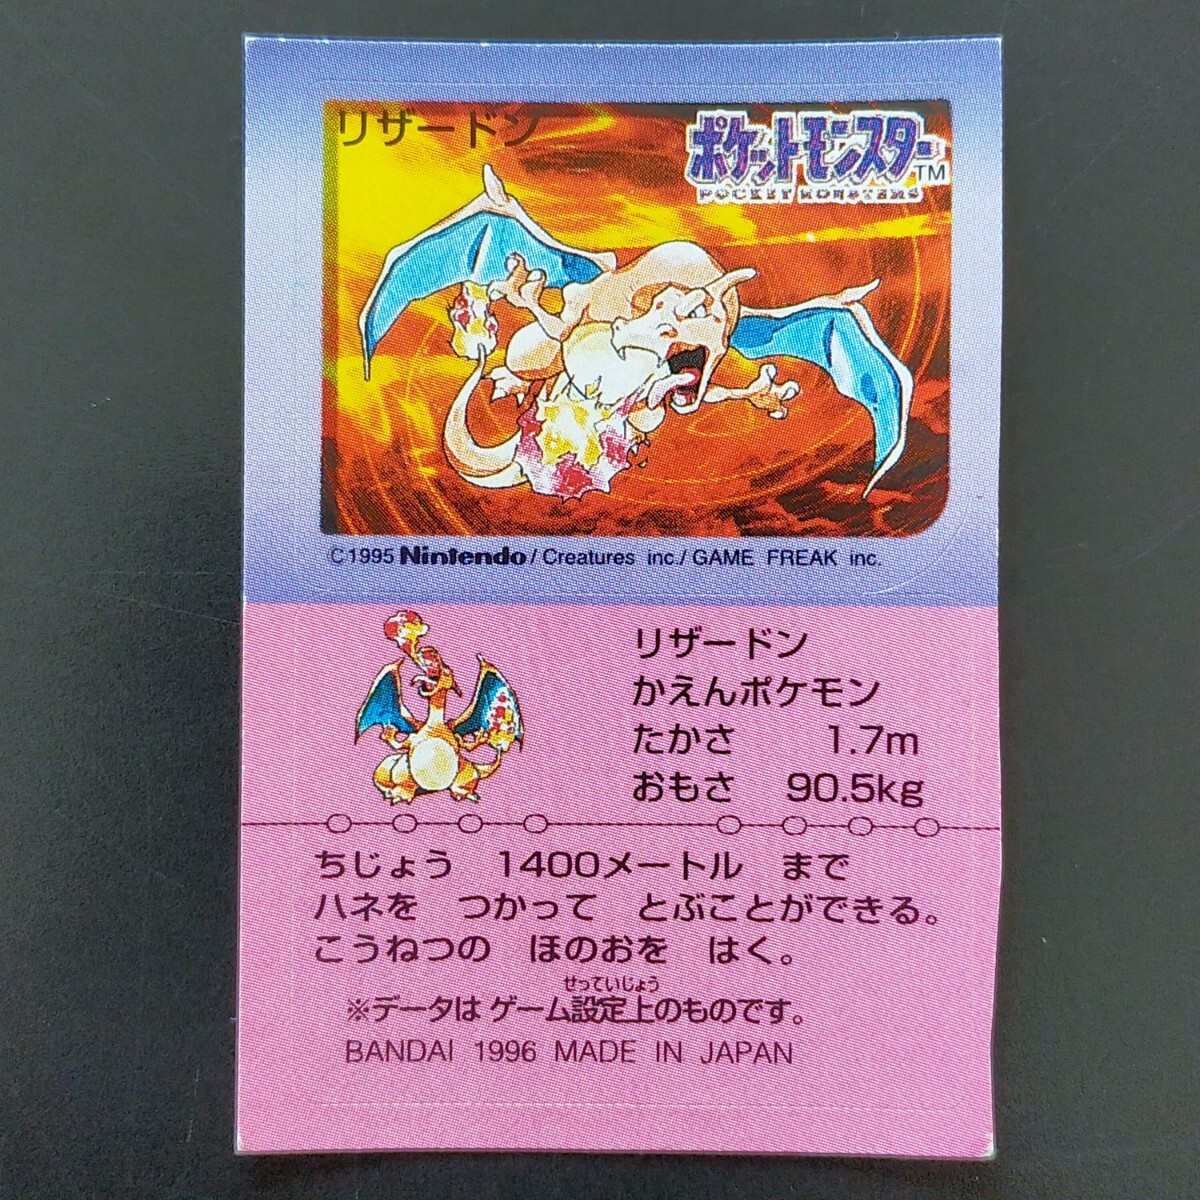 リザードン
ポケットモンスター TM
POCKET MONSTERS
©1995 Nintendo / Creatures inc. / GAME FREAK inc.
リザードン
かえんポケモン
たかさ 1.7m
おもさ 90.5kg
ちじょう 1400メートル まで
ハネを つかって とぶことができる。
こうねつの ほのおを はく。
せっていじょう
※データは ゲーム設定上のものです。
BANDAI 1996 MADE IN JAPAN